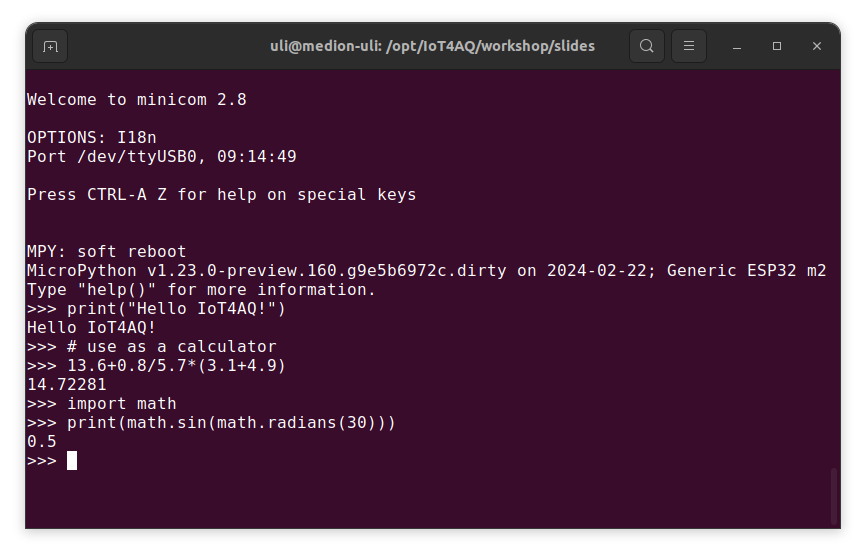 uli@medion-uli: /opt/IoT4AQ/workshop/slides
Welcome to minicom 2.8
OPTIONS: I18n
Port /dev/ttyUSB0, 09:14:49
Press CTRL-A Z for help on special keys
MPY: soft reboot
MicroPython v1.23.0-preview.160.g9e5b6972c.dirty on 2024-02-22; Generic ESP32 m2
Type "help()" for more information.
>>> print("Hello IoT4AQ!")
Hello IoT4AQ!
>>> # use as a calculator
>>> 13.6+0.8/5.7*(3.1+4.9)
14.72281
>>> import math
>>> print(math.sin(math.radians(30)))
0.5
>>>